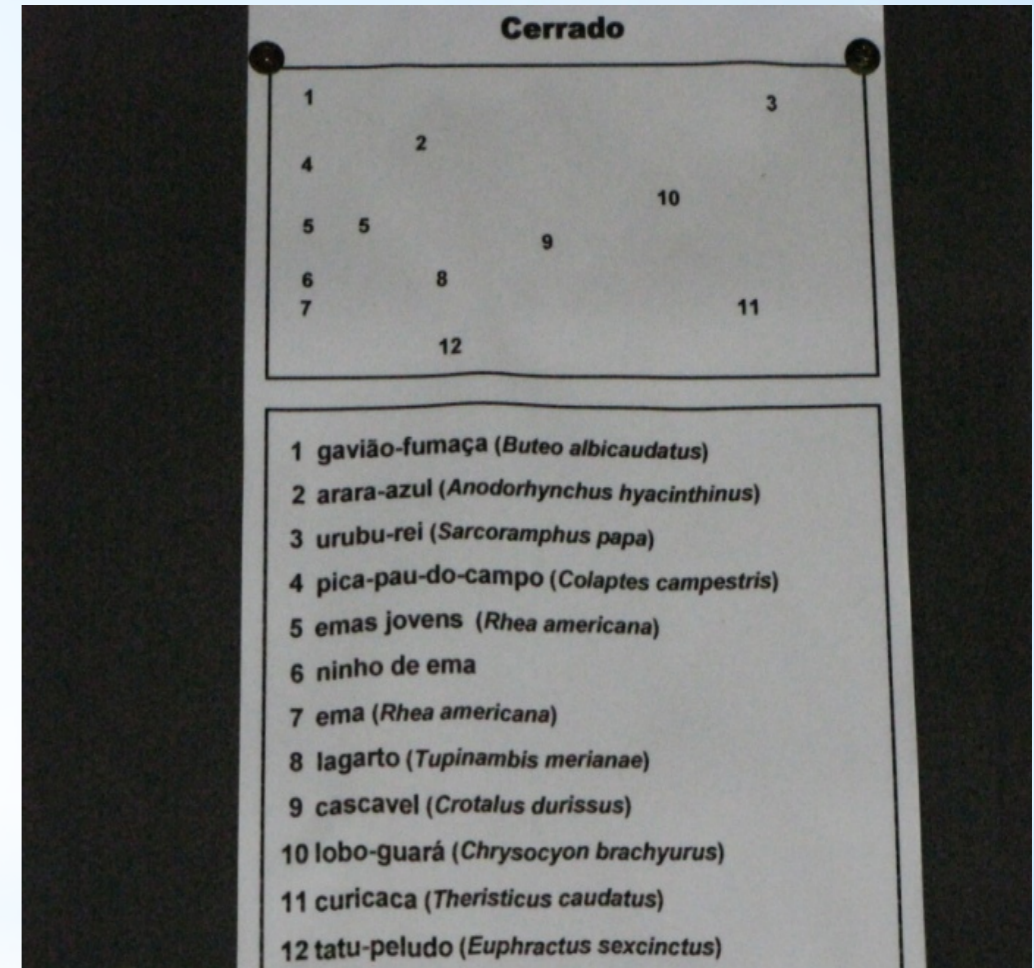 Cerrado
1 3
2
4
10
5 5
9
6 8
7 11
12
1 gavião-fumaça (Buteo albicaudatus)
2 arara-azul (Anodorhynchus hyacinthinus)
3 urubu-rei (Sarcoramphus papa)
4 pica-pau-do-campo (Colaptes campestris)
5 emas jovens (Rhea americana)
6 ninho de ema
7 ema (Rhea americana)
8 lagarto (Tupinambis merianae)
9 cascavel (Crotalus durissus)
10 lobo-guará (Chrysocyon brachyurus)
11 curicaca (Theristicus caudatus)
12 tatu-peludo (Euphractus sexcinctus)